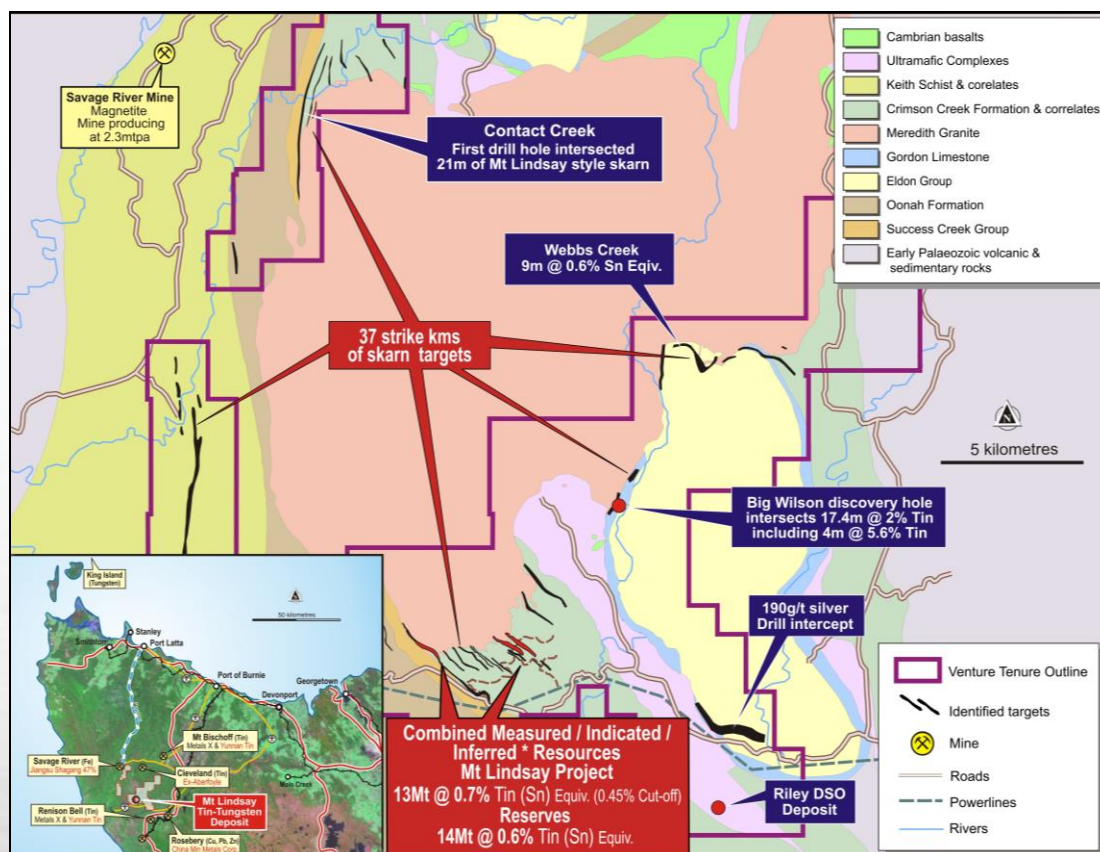 Savage River Mine
Magnetite
Mine producing
at 2.3mtpa
Contact Creek
First drill hole intersected
21m of Mt Lindsay style skarn
Webbs Creek
9m @ 0.6% Sn Eqiv.
37 strike kms
of skarn targets
Cambrian basalts
Ultramafic Complexes
Keith Schist & corelates
Crimson Creek Formation & correlates
Meredith Granite
Gordon Limestone
Eldon Group
Oonah Formation
Success Creek Group
Early Palaeozoic volcanic &
sedimentary rocks
N
5 kilometres
Big Wilson discovery hole
intersects 17.4m @ 2% Tin
including 4m @ 5.6% Tin
190g/t silver
Drill intercept
Riley DSO
Deposit
Combined Measured / Indicated /
Inferred * Resources
Mt Lindsay Project
13Mt @ 0.7% Tin (Sn) Equiv. (0.45% Cut-off)
Reserves
14Mt @ 0.6% Tin (Sn) Equiv.
Venture Tenure Outline
Identified targets
Mine
Roads
Powerlines
Rivers
King Island
(Tungsten)
50 kilometres
Stanley
Smithton
Port Latta
Port of Burnie
Devonport
Georgetown
Mt Bischoff (Tin)
Metals X & Yunnan Tin
Savage River (Fe)
Jiangsu Shagang 47%
Cleveland (Tin)
Ex-Aberfoyle
Mole Creek
Renison Bell (Tin)
Metals X & Yunnan Tin
Mt Lindsay
Tin-Tungsten
Deposit
Rosebery (Cu, Pb, Zn)
China Min Metals Corp